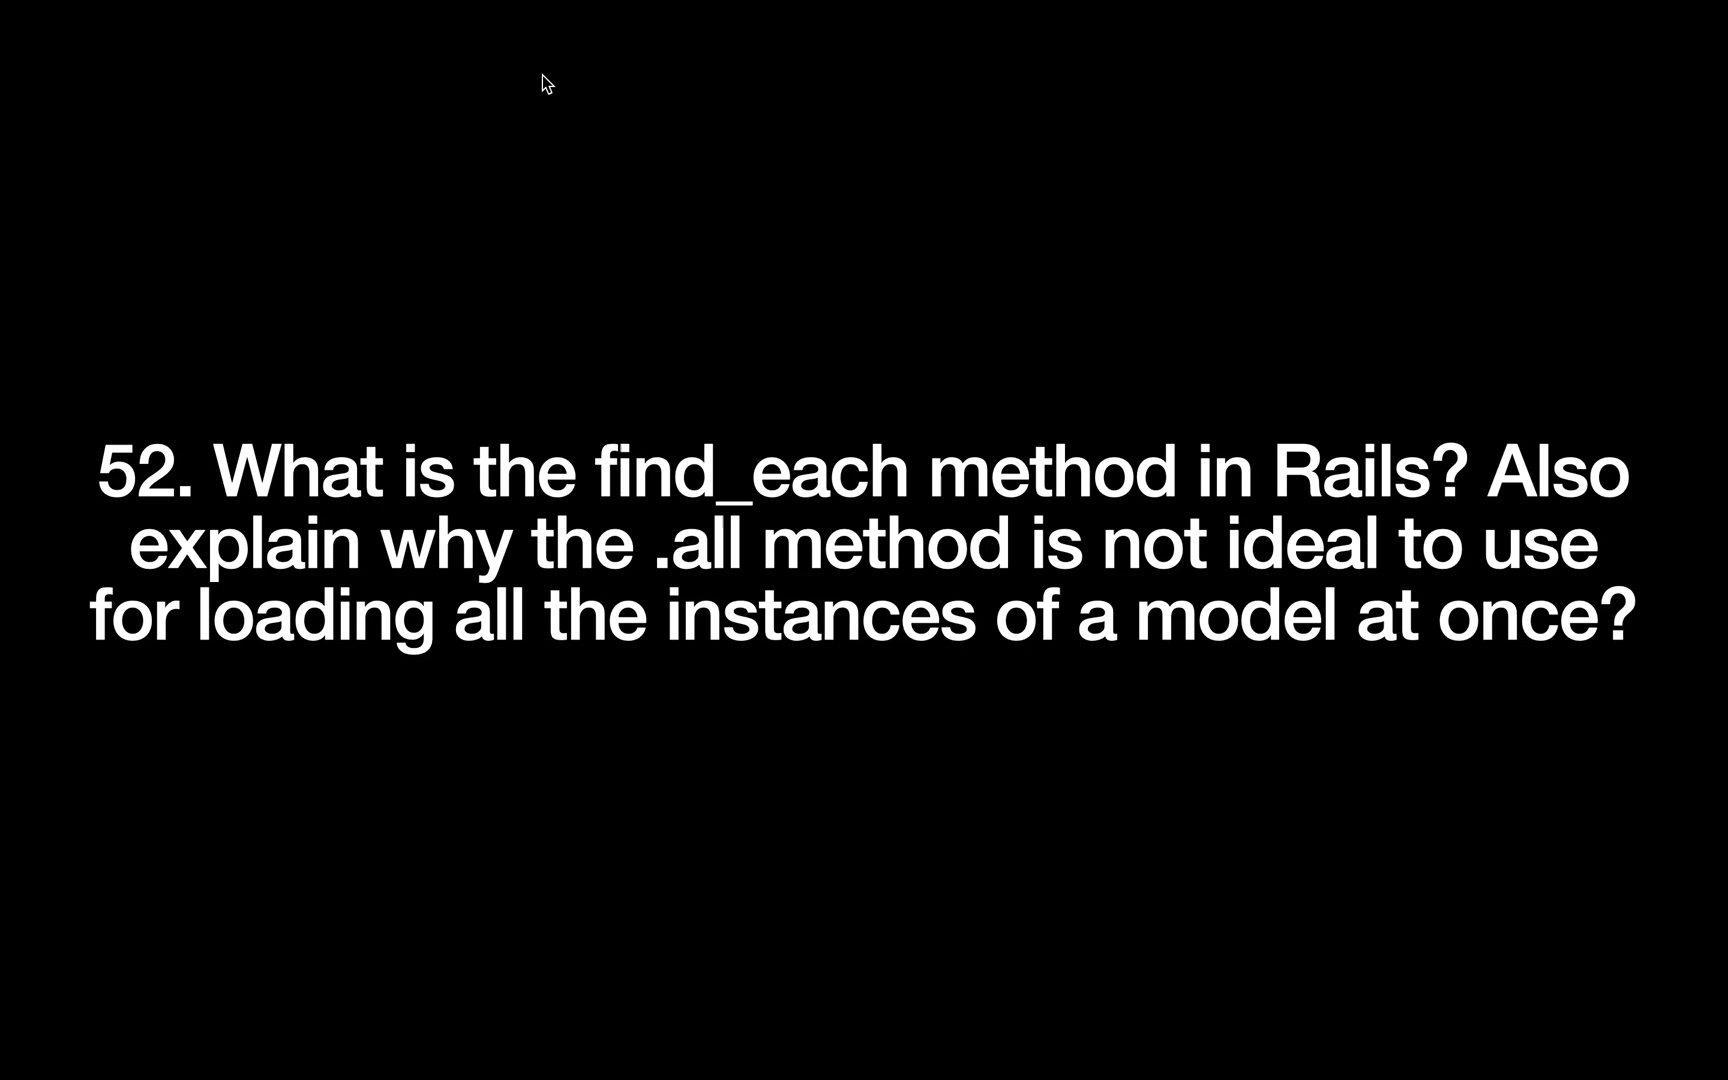 52. What is the find_each method in Rails? Also
explain why the .all method is not ideal to use
for loading all the instances of a model at once?